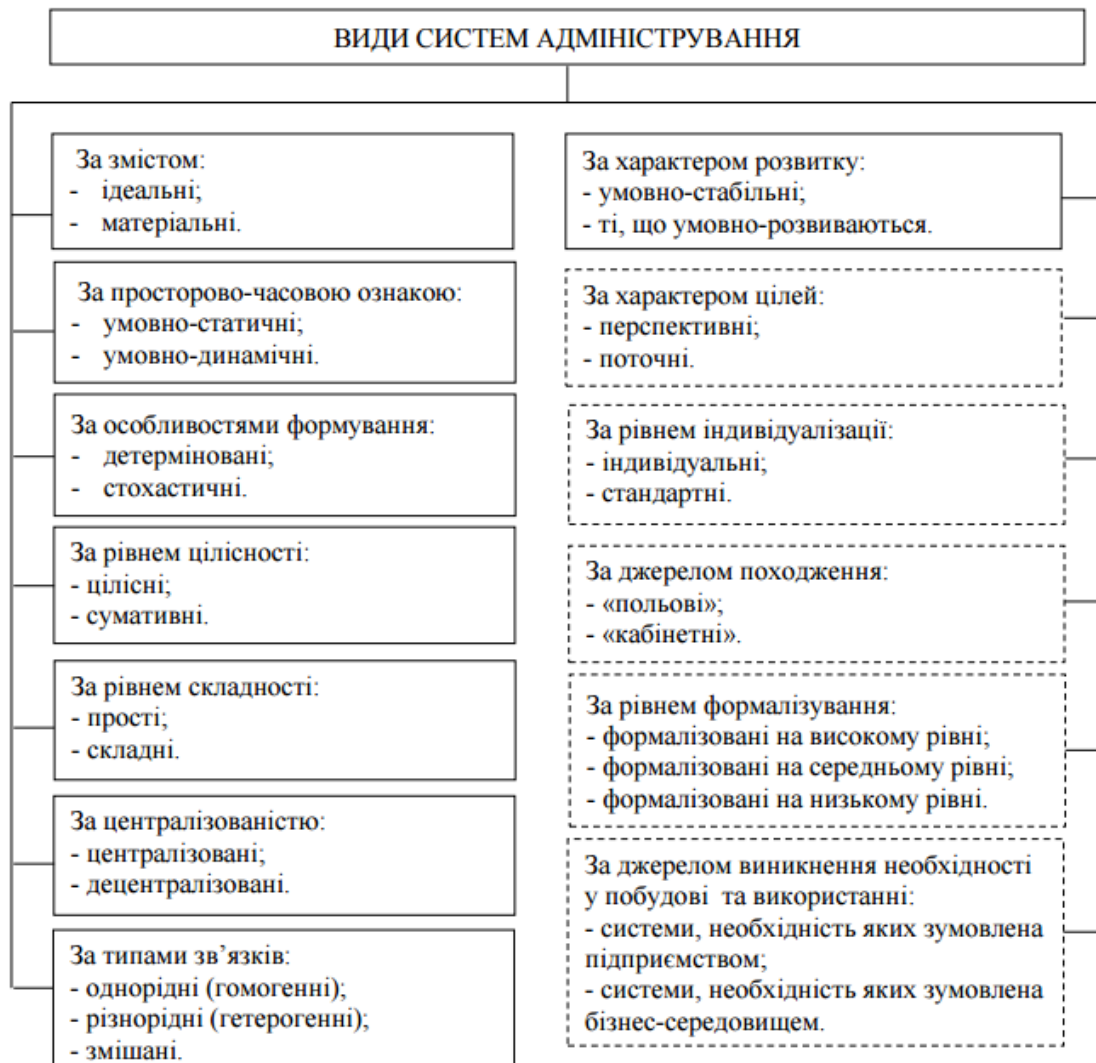 ВИДИ СИСТЕМ АДМІНІСТРУВАННЯ
За змістом:
- ідеальні;
- матеріальні.
За просторово-часовою ознакою:
- умовно-статичні;
- умовно-динамічні.
За особливостями формування:
- детерміновані;
- стохастичні.
За рівнем цілісності:
- цілісні;
- сумативні.
За рівнем складності:
- прості;
- складні.
За централізованістю:
- централізовані;
- децентралізовані.
За типами зв’язків:
- однорідні (гомогенні);
- різнорідні (гетерогенні);
- змішані.
За характером розвитку:
- умовно-стабільні;
- ті, що умовно-розвиваються.
За характером цілей:
- перспективні;
- поточні.
За рівнем індивідуалізації:
- індивідуальні;
- стандартні.
За джерелом походження:
- «польові»;
- «кабінетні».
За рівнем формалізування:
- формалізовані на високому рівні;
- формалізовані на середньому рівні;
- формалізовані на низькому рівні.
За джерелом виникнення необхідності
у побудові та використанні:
- системи, необхідність яких зумовлена
підприємством;
- системи, необхідність яких зумовлена
бізнес-середовищем.